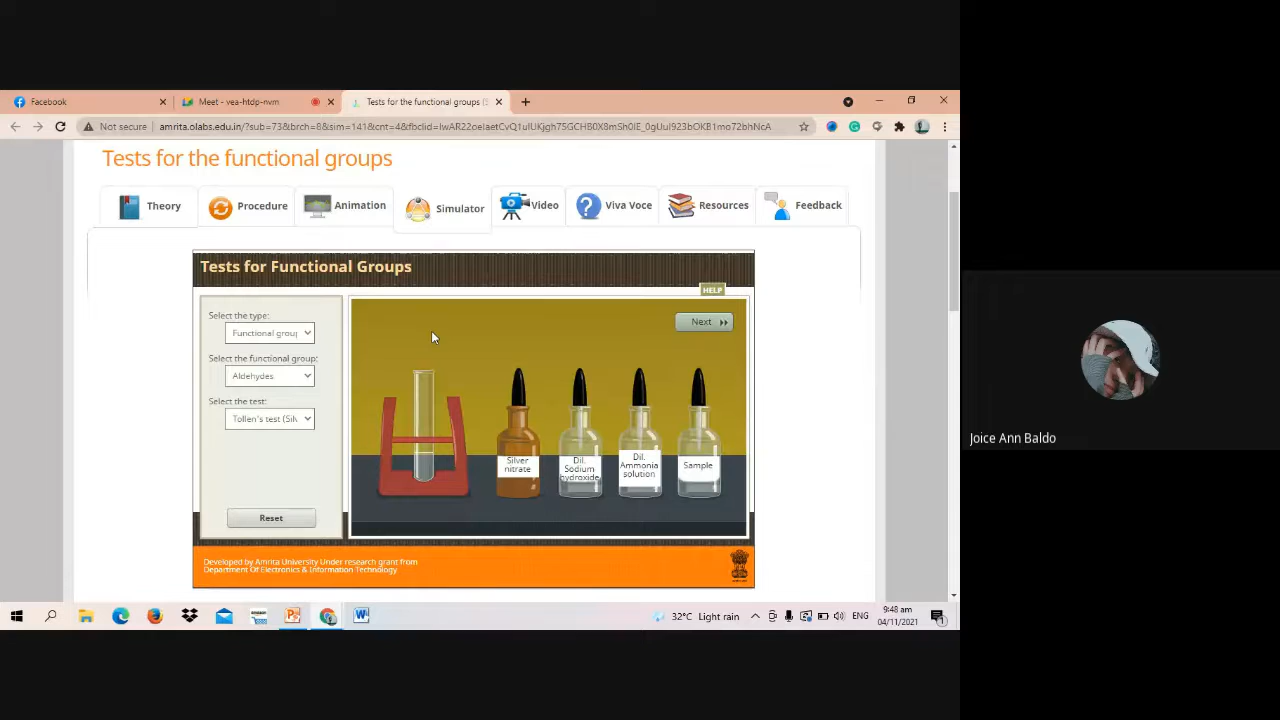 Facebook
Meet - vea-htdp-nvm
Tests for the functional groups (
Not secure
Tests for the functional groups
Theory
Procedure
Animation
Simulator
Video
Viva Voce
Resources
Feedback
Tests for Functional Groups
HELP
Select the type:
Functional group
Select the functional group:
Aldehydes
Select the test:
Tollen's test (Silv
Reset
Next
Silver
nitrate
Dil.
Sodium
hydroxide
Dil.
Ammonia
solution
Sample
Developed by Amrita University Under research grant from
Department Of Electronics & Information Technology
32°C Light rain
ENG
9:48 am
04/11/2021
Joice Ann Baldo